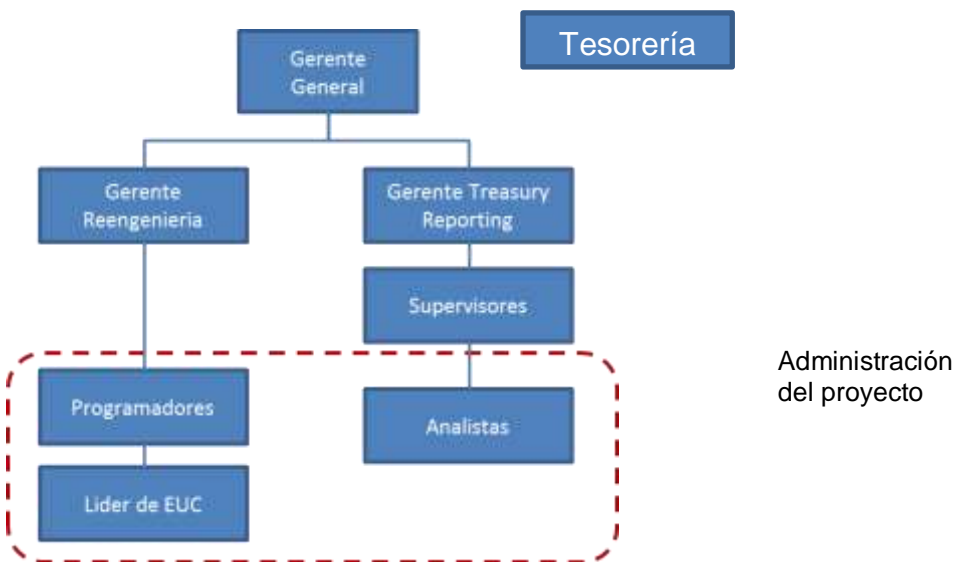 Tesorería
Gerente
General
Gerente
Reengenieria
Gerente Treasury
Reporting
Supervisores
Administración
del proyecto
Programadores
Analistas
Lider de EUC